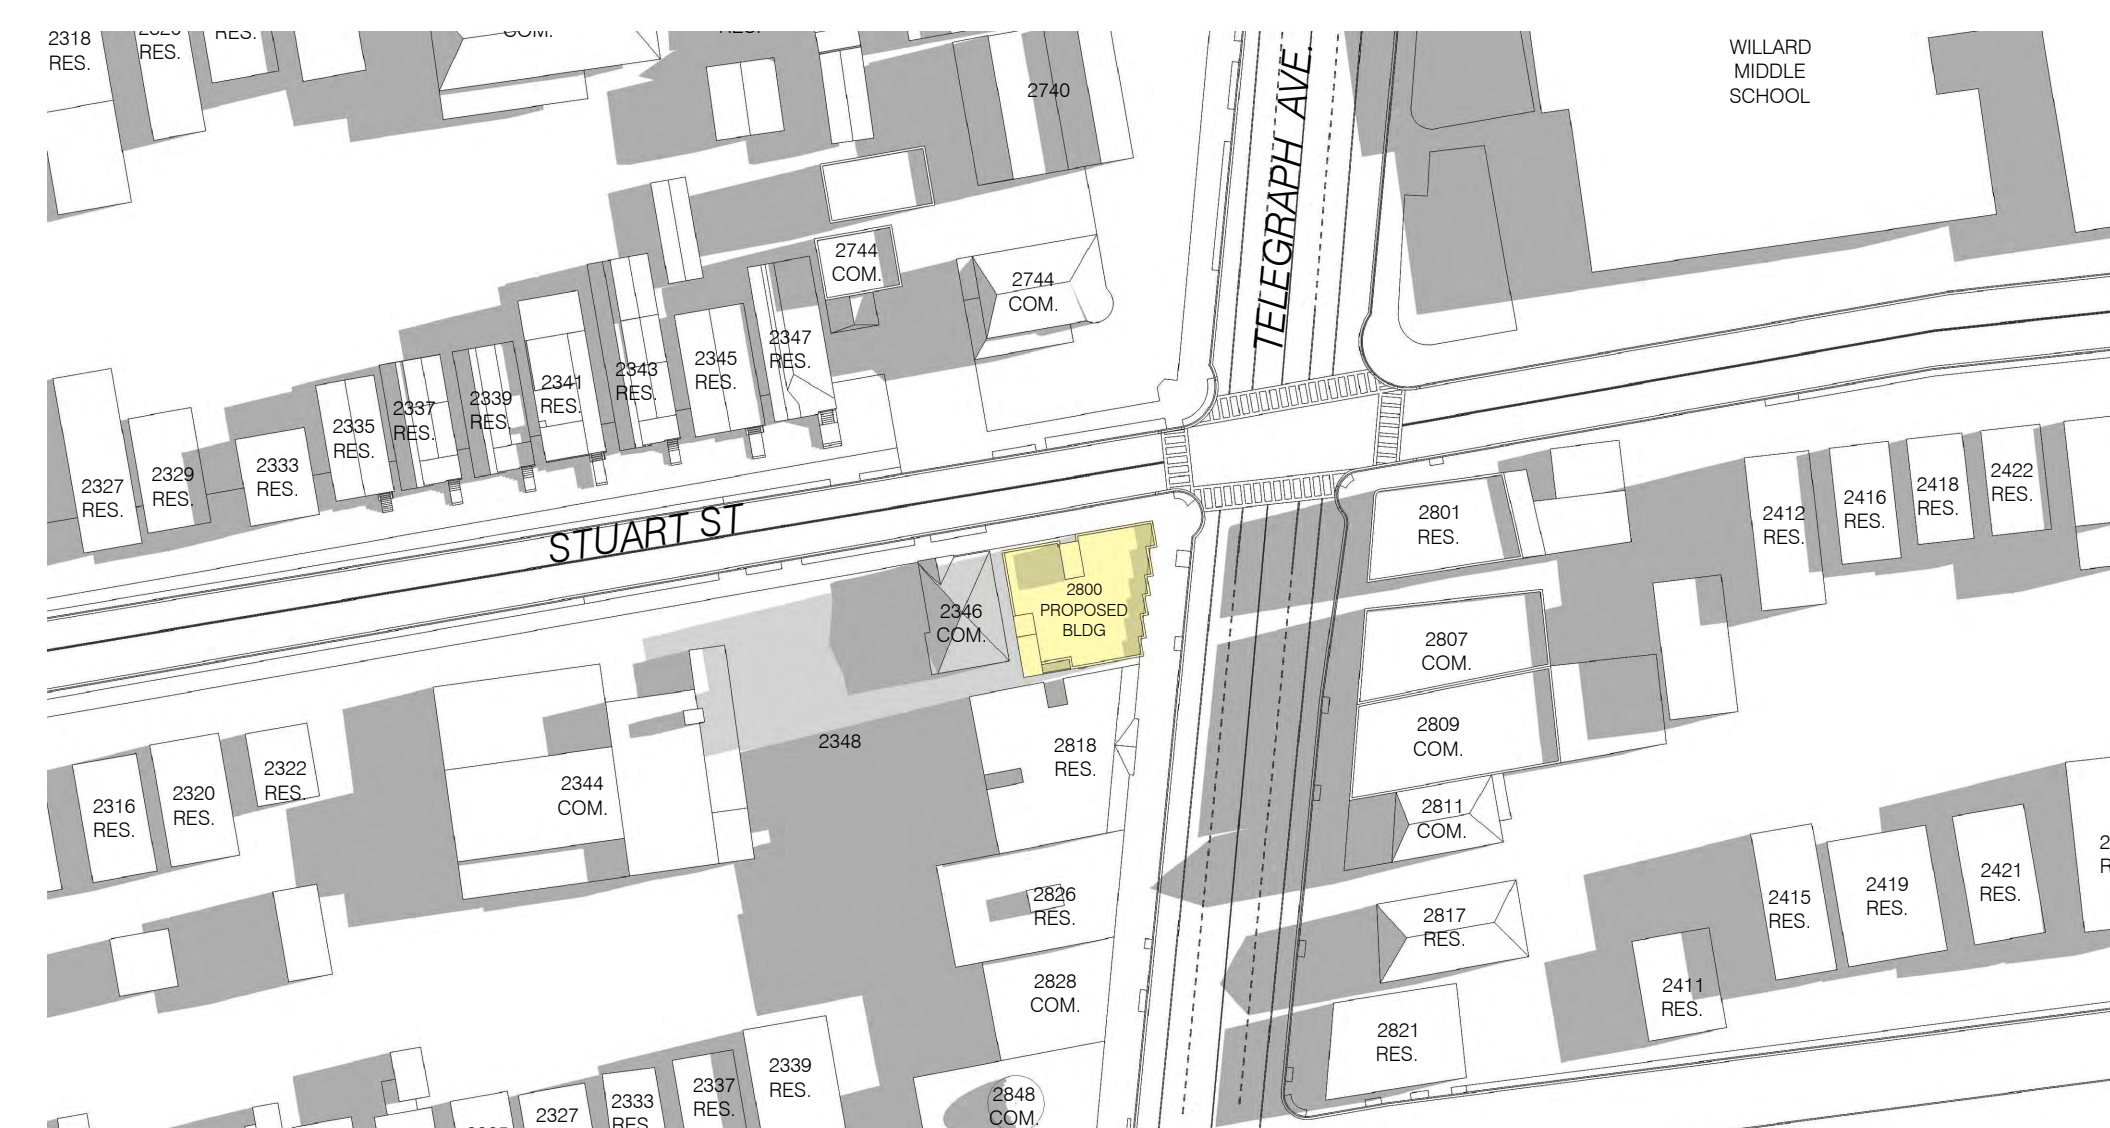 2318
RES.
RES.
RES.
COM.
2740
TELEGRAPH AVE.
WILLARD
MIDDLE
SCHOOL
2744
COM.
2744
COM.
2347
RES.
2345
RES.
2343
RES.
2341
RES.
2339
RES.
2337
RES.
2335
RES.
2333
RES.
2329
RES.
2327
RES.
STUART ST
2801
RES.
2412
RES.
2416
RES.
2418
RES.
2422
RES.
2346
COM.
2800
PROPOSED
BLDG
2807
COM.
2809
COM.
2348
2818
RES.
2344
COM.
2322
RES.
2320
RES.
2316
RES.
2811
COM.
2826
RES.
2817
RES.
2415
RES.
2419
RES.
2421
RES.
2828
COM.
2411
RES.
2821
RES.
2339
RES.
2337
RES.
2333
RES.
2327
2848
COM.